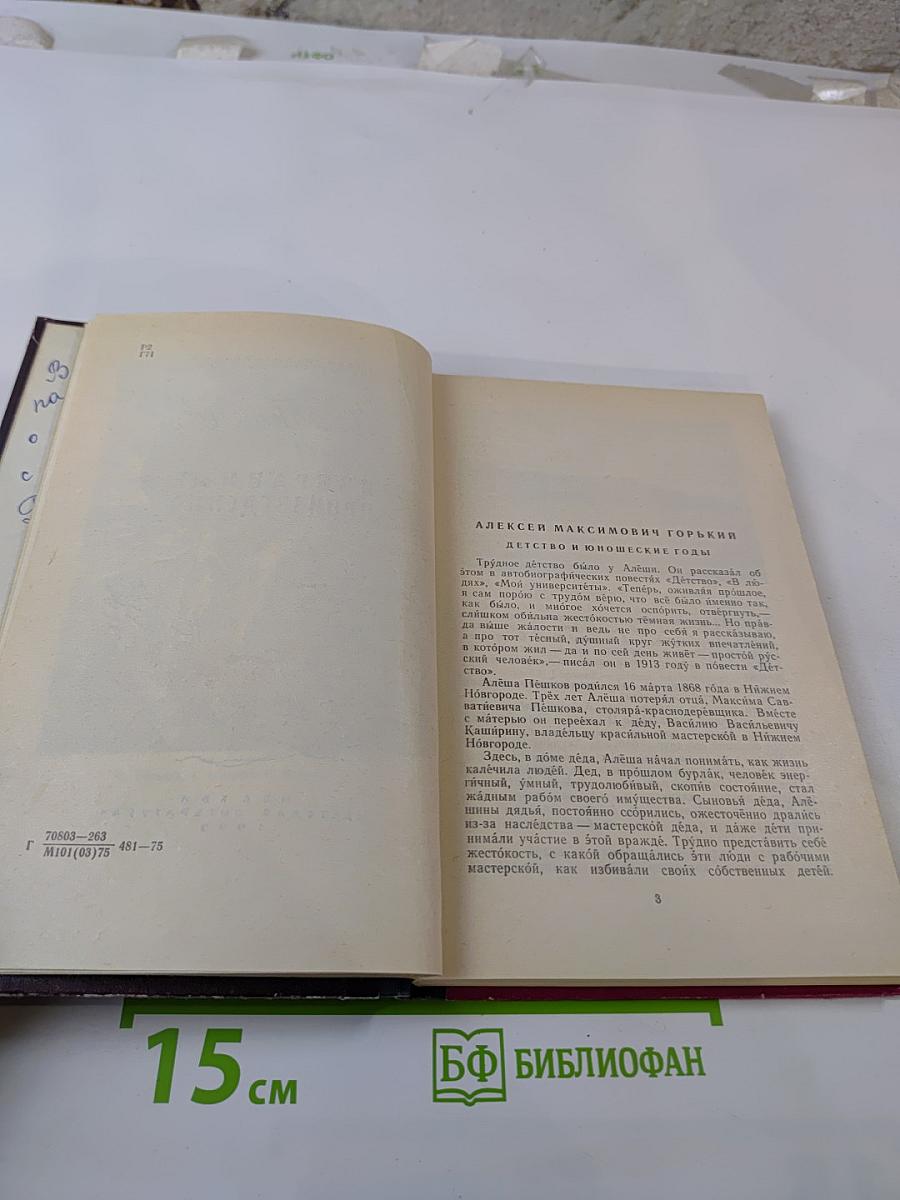 Р2
Г71
70803—263
Г ——— 481—75
М101(03)75
АЛЕКСЕЙ МАКСИМОВИЧ ГОРЬКИЙ
ДЕТСТВО И ЮНОШЕСКИЕ ГОДЫ
Тру́дное де́тство бы́ло у Алёши. Он рассказа́л об
э́том в автобиографи́ческих повестя́х «Де́тство», «В лю́-
дях», «Мои́ университе́ты». «Тепе́рь, оживля́я про́шлое,
я сам поро́ю с трудо́м ве́рю, что всё бы́ло и́менно так,
как бы́ло, и мно́гое хо́чется оспо́рить, отве́ргнуть,—
сли́шком оби́льна жесто́костью тёмная жизнь... Но пра́в-
да вы́ше жа́лости и ведь не про себя́ я расска́зываю,
а про тот те́сный, ду́шный круг жу́тких впечатле́ний,
в кото́ром жил — да и по сей день живёт — просто́й ру́с-
ский челове́к»,— писа́л он в 1913 году́ в по́вести «Де́т-
ство».
Алёша Пе́шков роди́лся 16 ма́рта 1868 го́да в Ни́жнем
Но́вгороде. Трёх лет Алёша потеря́л отца́, Макси́ма Сав-
ва́тиевича Пе́шкова, столяра́-краснодере́вщика. Вме́сте
с ма́терью он перее́хал к де́ду, Васи́лию Васи́льевичу
Каши́рину, владе́льцу краси́льной мастерско́й в Ни́жнем
Но́вгороде.
Здесь, в до́ме де́да, Алёша на́чал понима́ть, как жизнь
кале́чила люде́й. Дед, в про́шлом бурла́к, челове́к энер-
ги́чный, у́мный, трудолюби́вый, скопи́в состоя́ние, стал
жа́дным рабо́м своего́ иму́щества. Сыновья́ де́да, Алё-
шины дядья́, постоя́нно ссо́рились, ожесточённо драли́сь
из-за насле́дства — мастерско́й де́да, и да́же де́ти при-
нима́ли уча́стие в э́той вражде́. Тру́дно предста́вить себе́
жесто́кость, с како́й обраща́лись э́ти лю́ди с рабо́чими
мастерско́й, как избива́ли свои́х со́бственных дете́й.
3
15 см
БФ БИБЛИОФАН